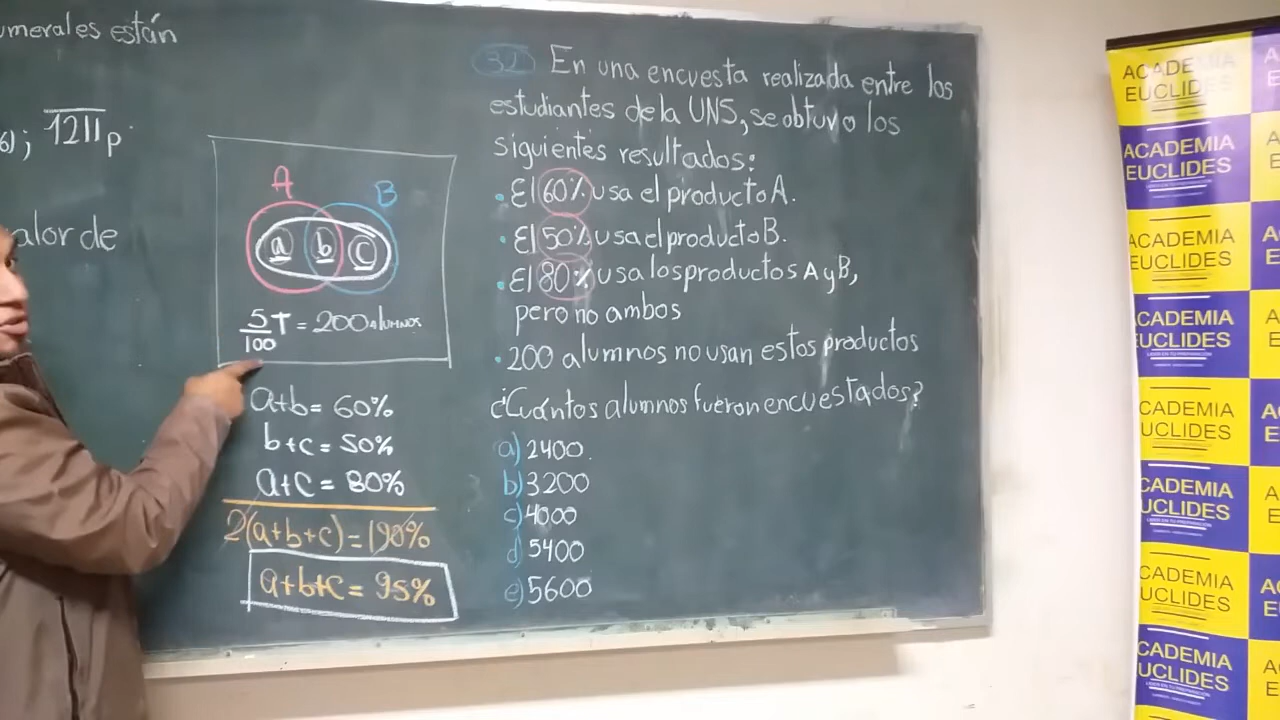 umerales están
6); 1211p
alor de
A
B
a b c
5/100 T = 200 alumnos
a+b= 60%
b+c = 50%
a+c = 80%
2(a+b+c)=190%
a+b+c = 95%
32 En una encuesta realizada entre los
estudiantes de la UNS, se obtuvo los
siguientes resultados:
• El 60% usa el producto A.
• El 50% usa el producto B.
• El 80% usa los productos A y B,
pero no ambos
• 200 alumnos no usan estos productos
¿Cuántos alumnos fueron encuestados?
a) 2400.
b) 3200
c) 4000
d) 5400
e) 5600
ACADEMIA
EUCLIDES
ACADEMIA
EUCLIDES
ACADEMIA
EUCLIDES
ACADEMIA
EUCLIDES
ACADEMIA
EUCLIDES
ACADEMIA
EUCLIDES
CADEMIA
EUCLIDES
CADEMIA
UCLIDES